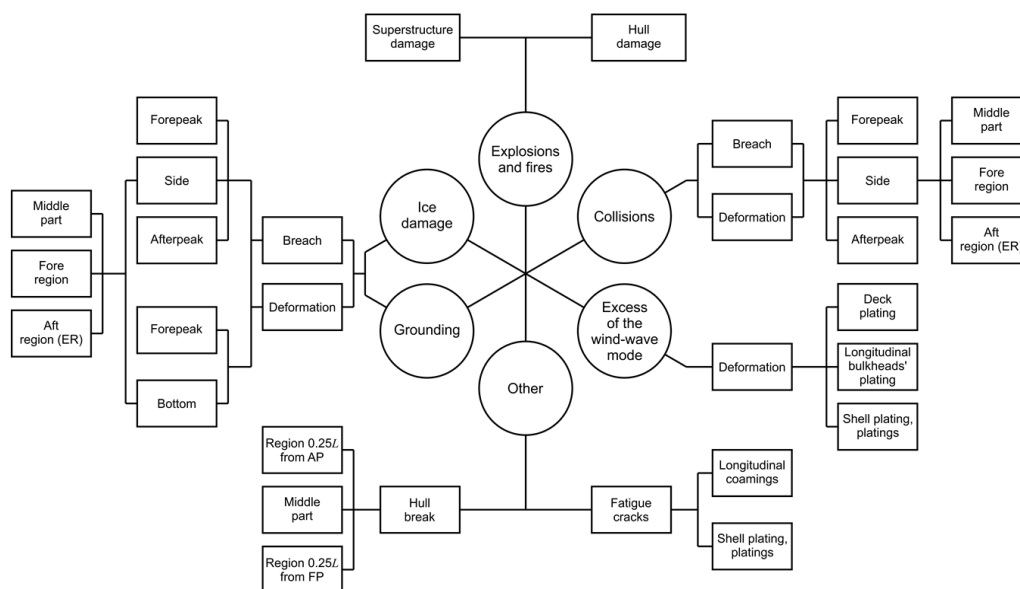 Superstructure
damage
Hull
damage
Explosions
and fires
Forepeak
Side
Afterpeak
Middle
part
Fore
region
Aft
region (ER)
Forepeak
Bottom
Breach
Deformation
Ice
damage
Grounding
Collisions
Breach
Deformation
Forepeak
Side
Afterpeak
Middle
part
Fore
region
Aft
region (ER)
Excess
of the
wind-wave
mode
Deformation
Deck
plating
Longitudinal
bulkheads'
plating
Shell plating,
platings
Other
Region 0.25L
from AP
Middle
part
Region 0.25L
from FP
Hull
break
Fatigue
cracks
Longitudinal
coamings
Shell plating,
platings